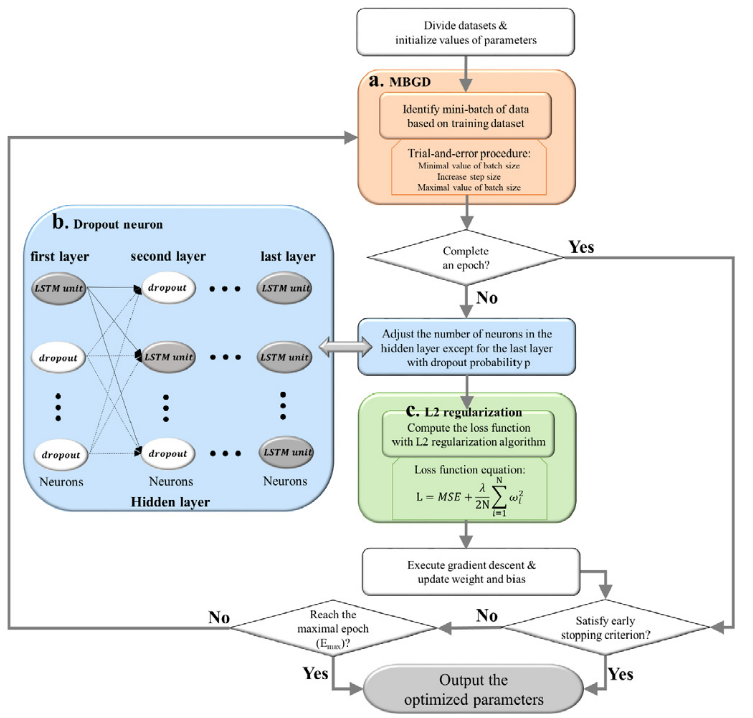 Divide datasets &
initialize values of parameters
a. MBGD
Identify mini-batch of data
based on training dataset
Trial-and-error procedure:
Minimal value of batch size
Increase step size
Maximal value of batch size
Complete
an epoch?
Yes
No
b. Dropout neuron
first layer second layer last layer
LSTM unit dropout ••• LSTM unit
dropout LSTM unit ••• LSTM unit
dropout dropout ••• LSTM unit
Neurons Neurons Neurons
Hidden layer
Adjust the number of neurons in the
hidden layer except for the last layer
with dropout probability p
c. L2 regularization
Compute the loss function
with L2 regularization algorithm
Loss function equation:
L = MSE + \frac{λ}{2N} \sum_{i=1}^{N} ω_i^2
Execute gradient descent &
update weight and bias
Satisfy early
stopping criterion?
No
Yes
Reach the
maximal epoch
(E_{max})?
No
Yes
Output the
optimized parameters